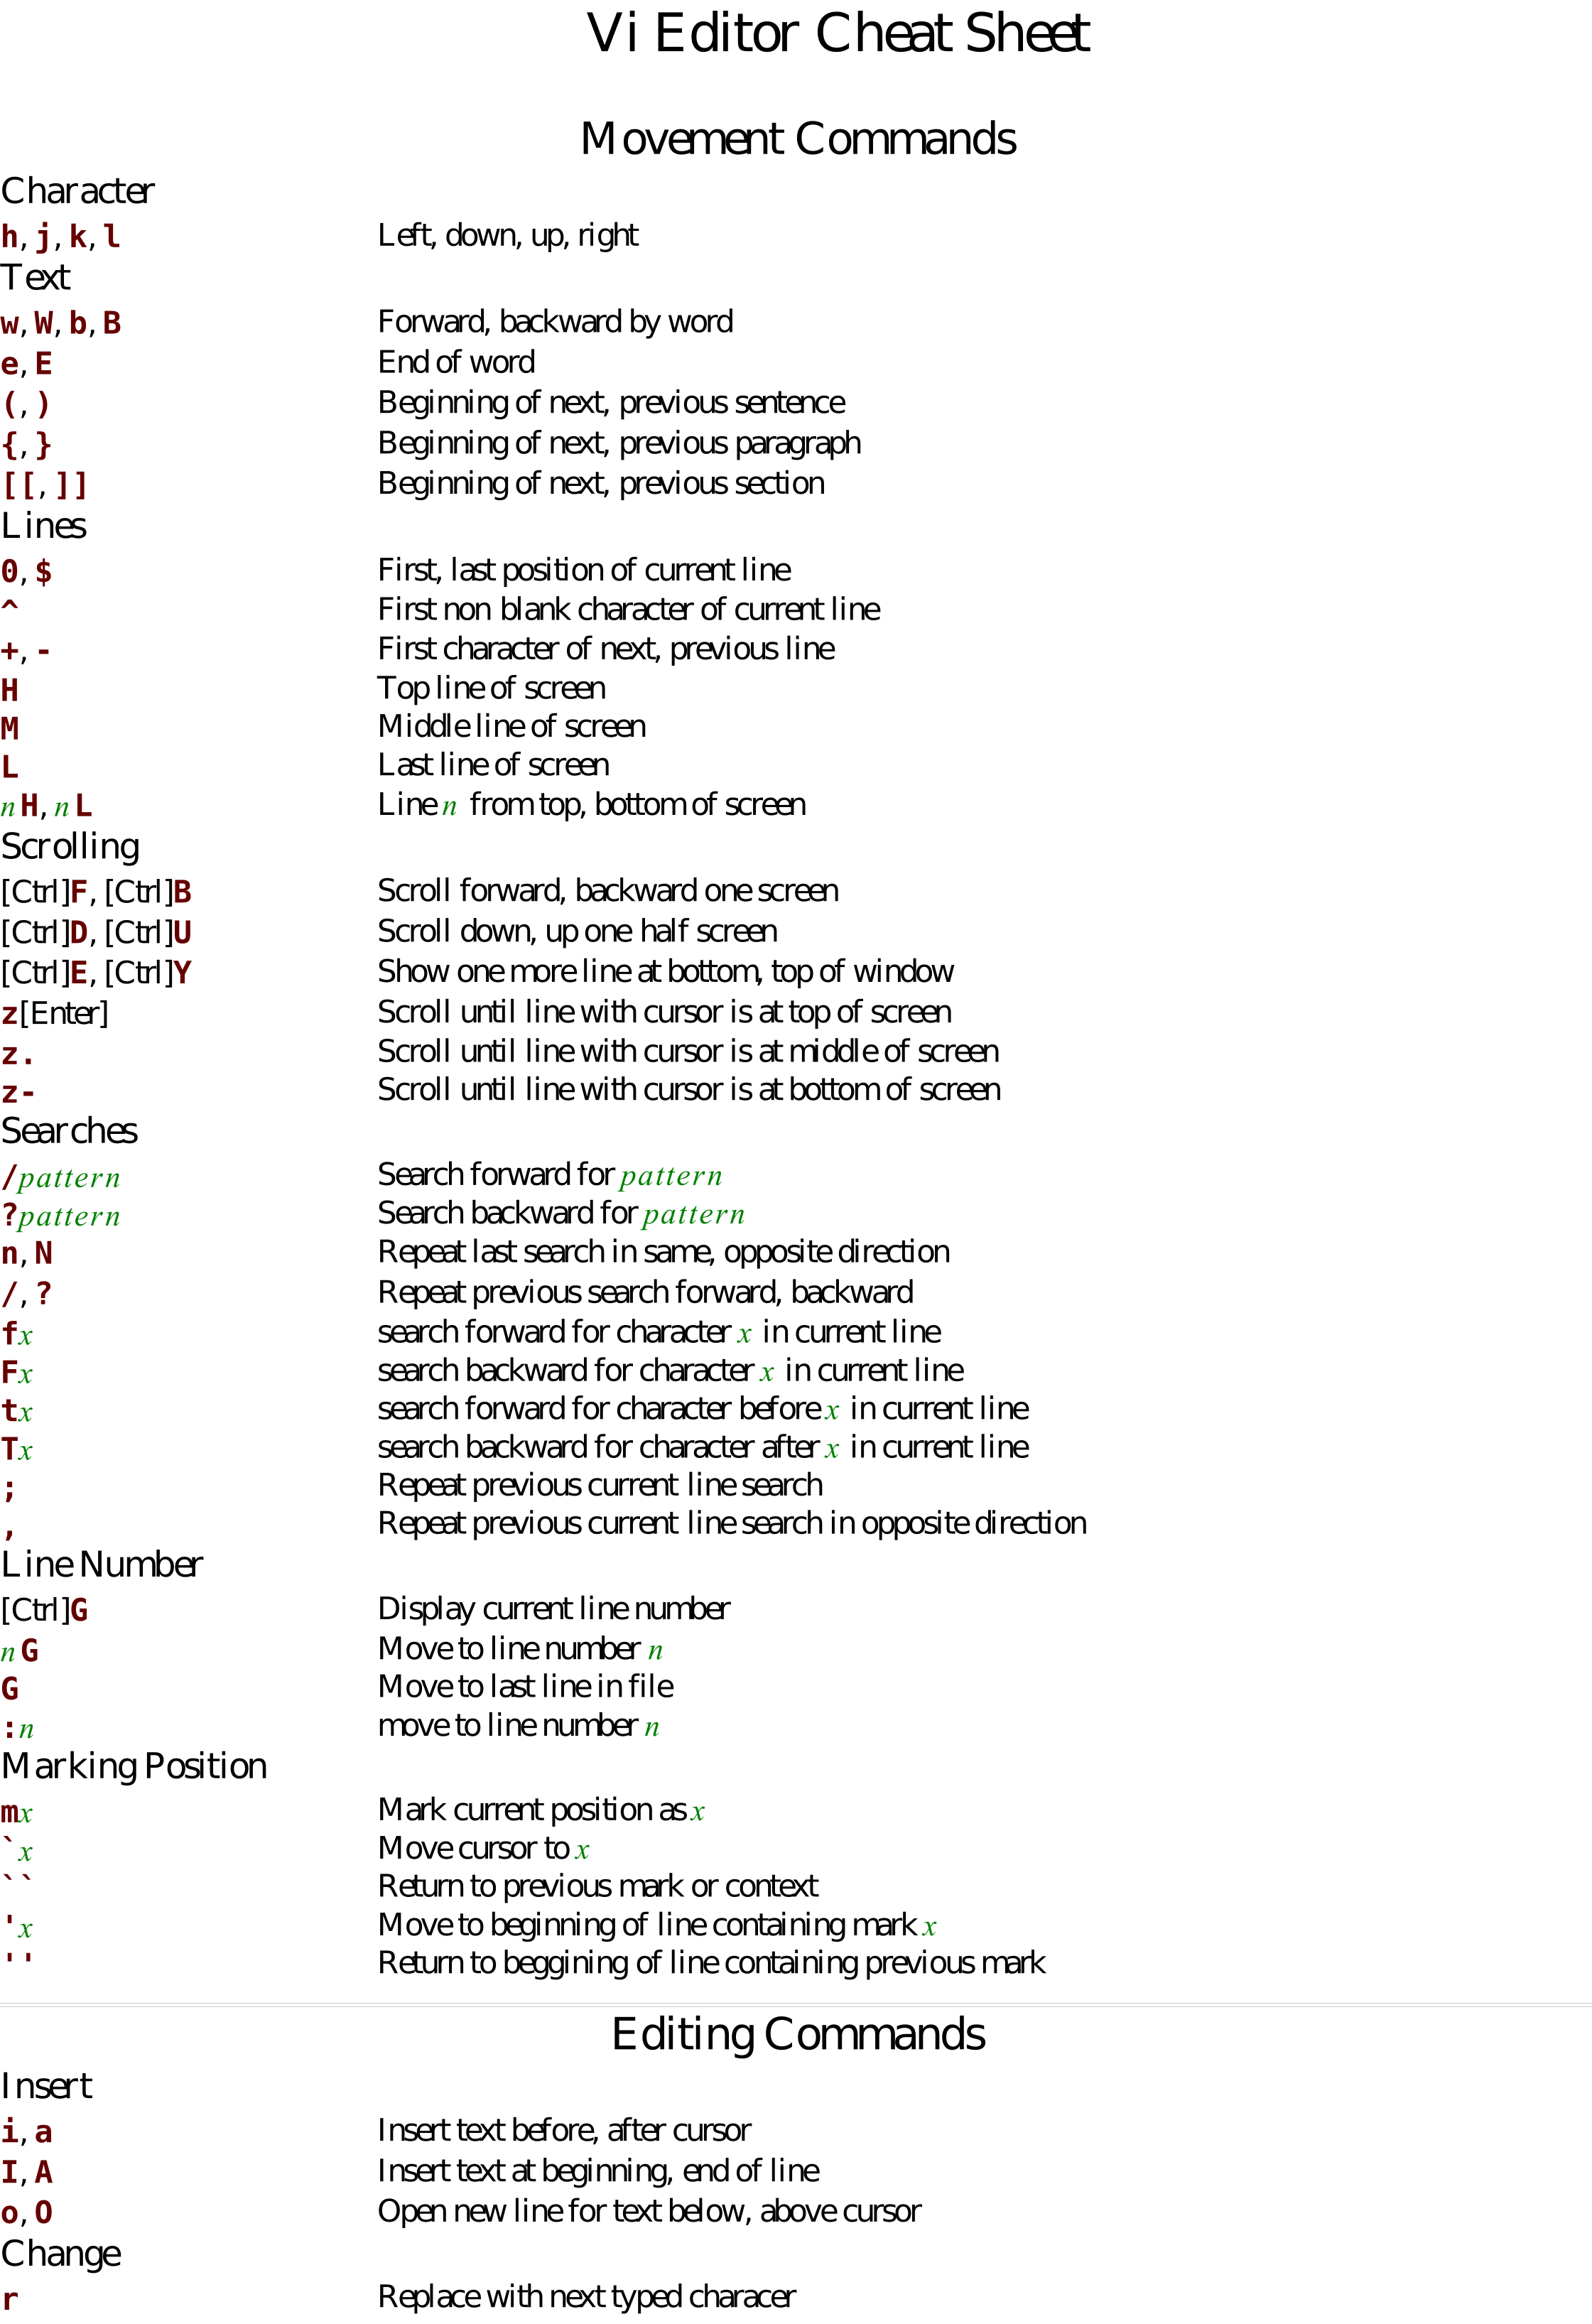 Vi Editor Cheat Sheet
Movement Commands
Character
h, j, k, l Left, down, up, right
Text
w, W, b, B Forward, backward by word
e, E End of word
(, ) Beginning of next, previous sentence
{, } Beginning of next, previous paragraph
[[, ]] Beginning of next, previous section
Lines
0, $ First, last position of current line
^ First non blank character of current line
+, - First character of next, previous line
H Top line of screen
M Middle line of screen
L Last line of screen
n H, n L Line n from top, bottom of screen
Scrolling
[Ctrl]F, [Ctrl]B Scroll forward, backward one screen
[Ctrl]D, [Ctrl]U Scroll down, up one half screen
[Ctrl]E, [Ctrl]Y Show one more line at bottom, top of window
z[Enter] Scroll until line with cursor is at top of screen
z. Scroll until line with cursor is at middle of screen
z- Scroll until line with cursor is at bottom of screen
Searches
/pattern Search forward for pattern
?pattern Search backward for pattern
n, N Repeat last search in same, opposite direction
/, ? Repeat previous search forward, backward
fx search forward for character x in current line
Fx search backward for character x in current line
tx search forward for character before x in current line
Tx search backward for character after x in current line
; Repeat previous current line search
, Repeat previous current line search in opposite direction
Line Number
[Ctrl]G Display current line number
n G Move to line number n
G Move to last line in file
:n move to line number n
Marking Position
mx Mark current position as x
`x Move cursor to x
`` Return to previous mark or context
'x Move to beginning of line containing mark x
'' Return to beggining of line containing previous mark
Editing Commands
Insert
i, a Insert text before, after cursor
I, A Insert text at beginning, end of line
o, O Open new line for text below, above cursor
Change
r Replace with next typed characer